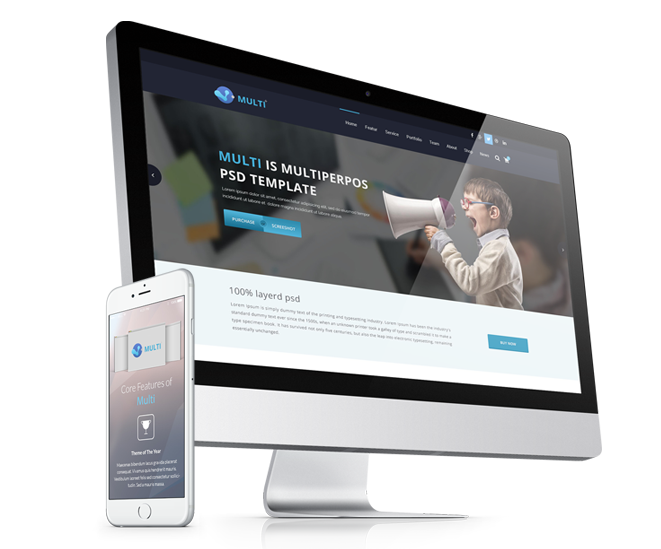 MULTI
Home Featur Service Portfolio Team About Shop News
MULTI IS MULTIPERPOS
PSD TEMPLATE
Lorem ipsum dolor sit amet, consectetur adipisicing elit, sed do eiusmod tempor
incididunt ut labore et dolore magna incididunt ut labore etese.
PURCHASE
SCREENSHOT
100% layerd psd
Lorem ipsum is simply dummy text of the printing and typesetting industry. Lorem Ipsum has been the industry's
standard dummy text ever since the 1500s, when an unknown printer took a galley of type and scrambled it to make a
type specimen book. It has survived not only five centuries, but also the leap into electronic typesetting, remaining
essentially unchanged.
BUY NOW
MULTI
Core Features of
Multi
Theme of The Year